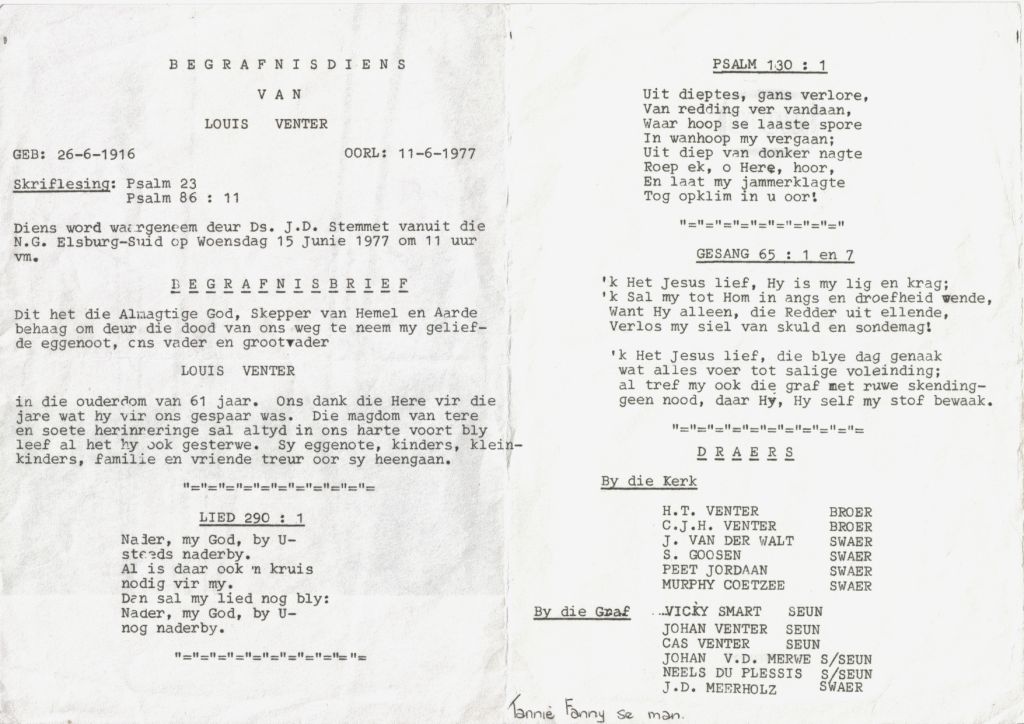 B E G R A F N I S D I E N S
V A N
LOUIS VENTER
GEB: 26-6-1916 OORL: 11-6-1977
Skriflesing: Psalm 23
Psalm 86 : 11
Diens word waargeneem deur Ds. J.D. Stemmet vanuit die
N.G. Elsburg-Suid op Woensdag 15 Junie 1977 om 11 uur
vm.
B E G R A F N I S B R I E F
Dit het die Almagtige God, Skepper van Hemel en Aarde
behaag om deur die dood van ons weg te neem my gelief-
de eggenoot, ons vader en grootvader
LOUIS VENTER
in die ouderdom van 61 jaar. Ons dank die Here vir die
jare wat hy vir ons gespaar was. Die magdom van tere
en soete herinneringe sal altyd in ons harte voort bly
leef al het hy ook gesterwe. Sy eggenote, kinders, klein-
kinders, familie en vriende treur oor sy heengaan.
"="="="="="="="="="="=
LIED 290 : 1
Nader, my God, by U-
steeds naderby.
Al is daar ook 'n kruis
nodig vir my.
Dan sal my lied nog bly:
Nader, my God, by U-
nog naderby.
"="="="="="="="="="="=
PSALM 130 : 1
Uit dieptes, gans verlore,
Van redding ver vandaan,
Waar hoop se laaste spore
In wanhoop my vergaan;
Uit diep van donker nagte
Roep ek, o Here, hoor,
En laat my jammerklagte
Tog opklim in u oor!
"="="="="="="="="="
GESANG 65 : 1 en 7
'k Het Jesus lief, Hy is my lig en krag;
'k Sal my tot Hom in angs en droefheid wende,
Want Hy alleen, die Redder uit ellende,
Verlos my siel van skuld en sondemag!
'k Het Jesus lief, die blye dag genaak
wat alles voer tot salige voleinding;
al tref my ook die graf met ruwe skending-
geen nood, daar Hy, Hy self my stof bewaak.
"="="="="="="="="="="=
D R A E R S
By die Kerk
H.T. VENTER BROER
C.J.H. VENTER BROER
J. VAN DER WALT SWAER
S. GOOSEN SWAER
PEET JORDAAN SWAER
MURPHY COETZEE SWAER
By die Graf ...VICKY SMART SEUN
JOHAN VENTER SEUN
CAS VENTER SEUN
JOHAN V.D. MERWE S/SEUN
NEELS DU PLESSIS S/SEUN
J.D. MEERHOLZ SWAER
Tannie Fanny se man.